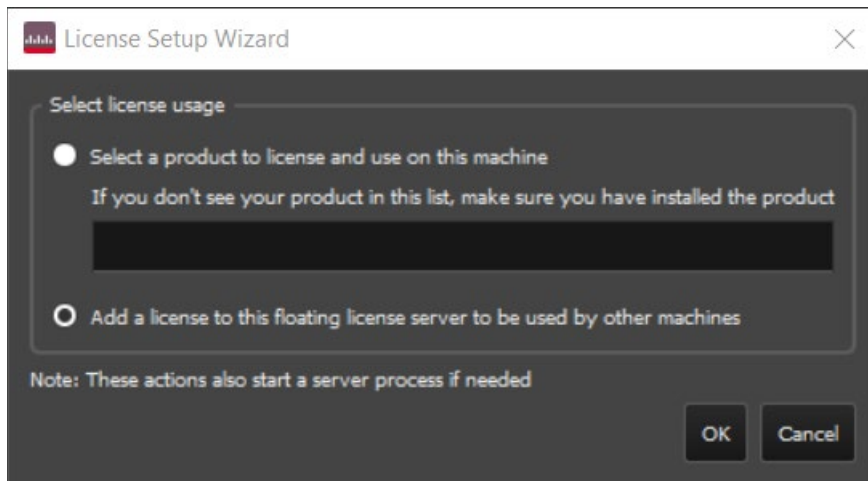 License Setup Wizard
Select license usage
Select a product to license and use on this machine
If you don't see your product in this list, make sure you have installed the product
Add a license to this floating license server to be used by other machines
Note: These actions also start a server process if needed
OK Cancel